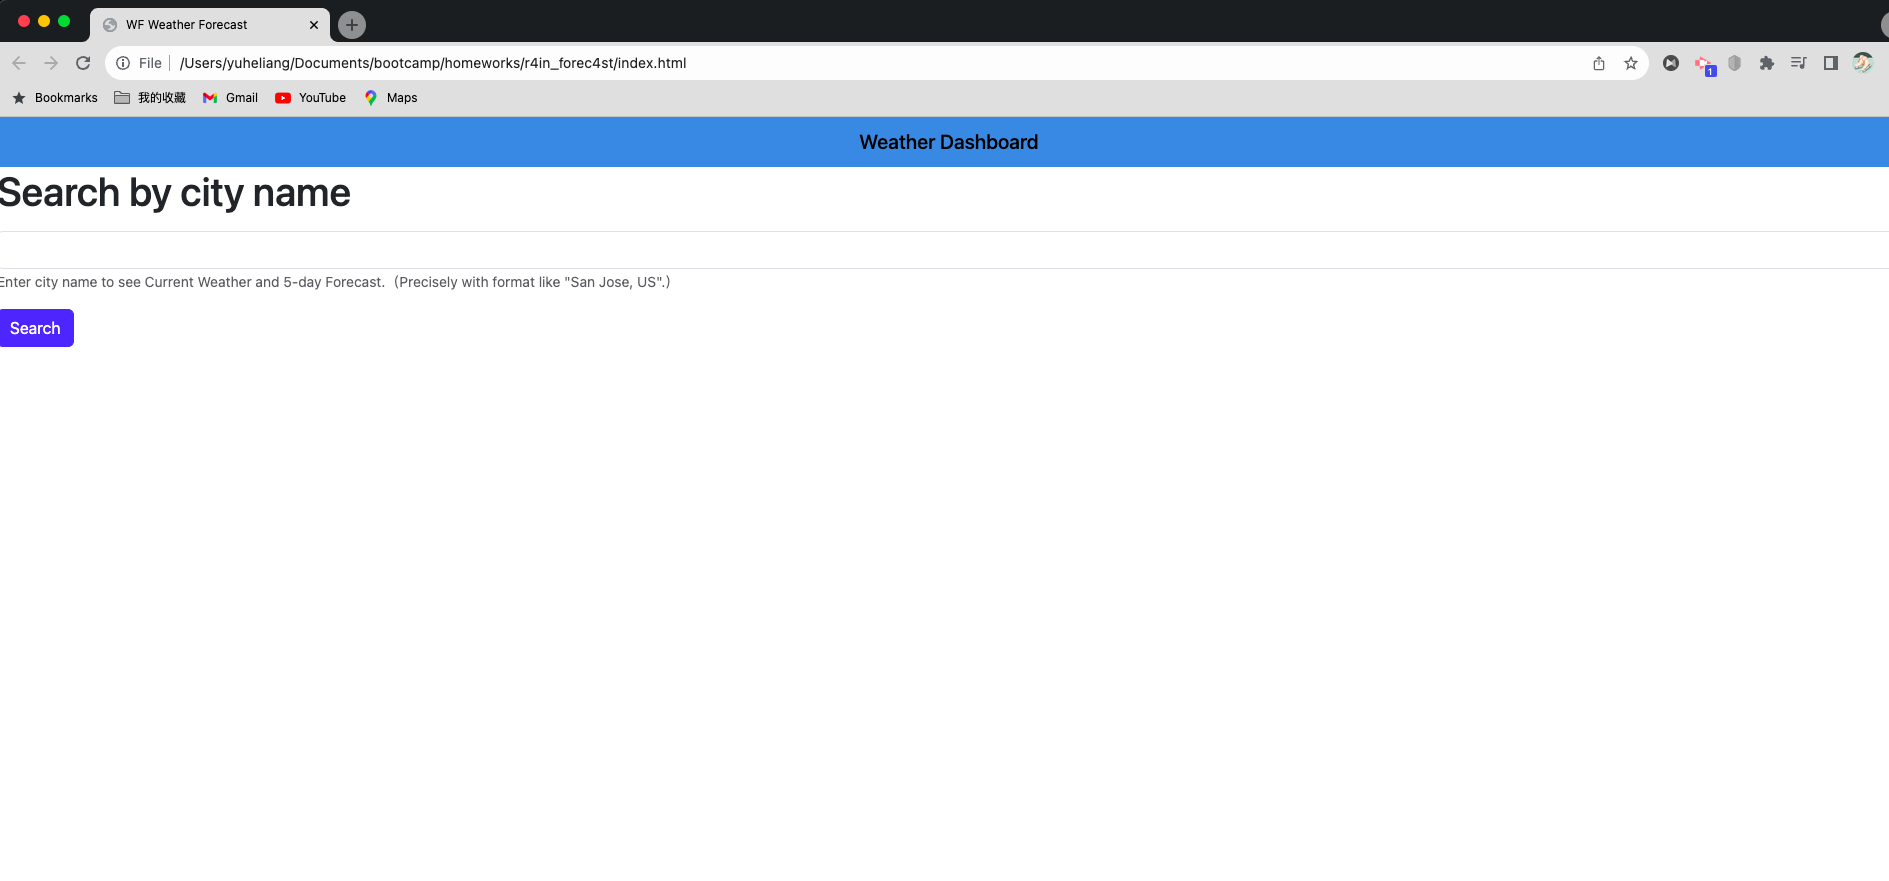 WF Weather Forecast
File /Users/yuheliang/Documents/bootcamp/homeworks/r4in_forec4st/index.html
1
Bookmarks 我的收藏 Gmail YouTube Maps
Weather Dashboard
Search by city name
Enter city name to see Current Weather and 5-day Forecast. (Precisely with format like "San Jose, US".)
Search